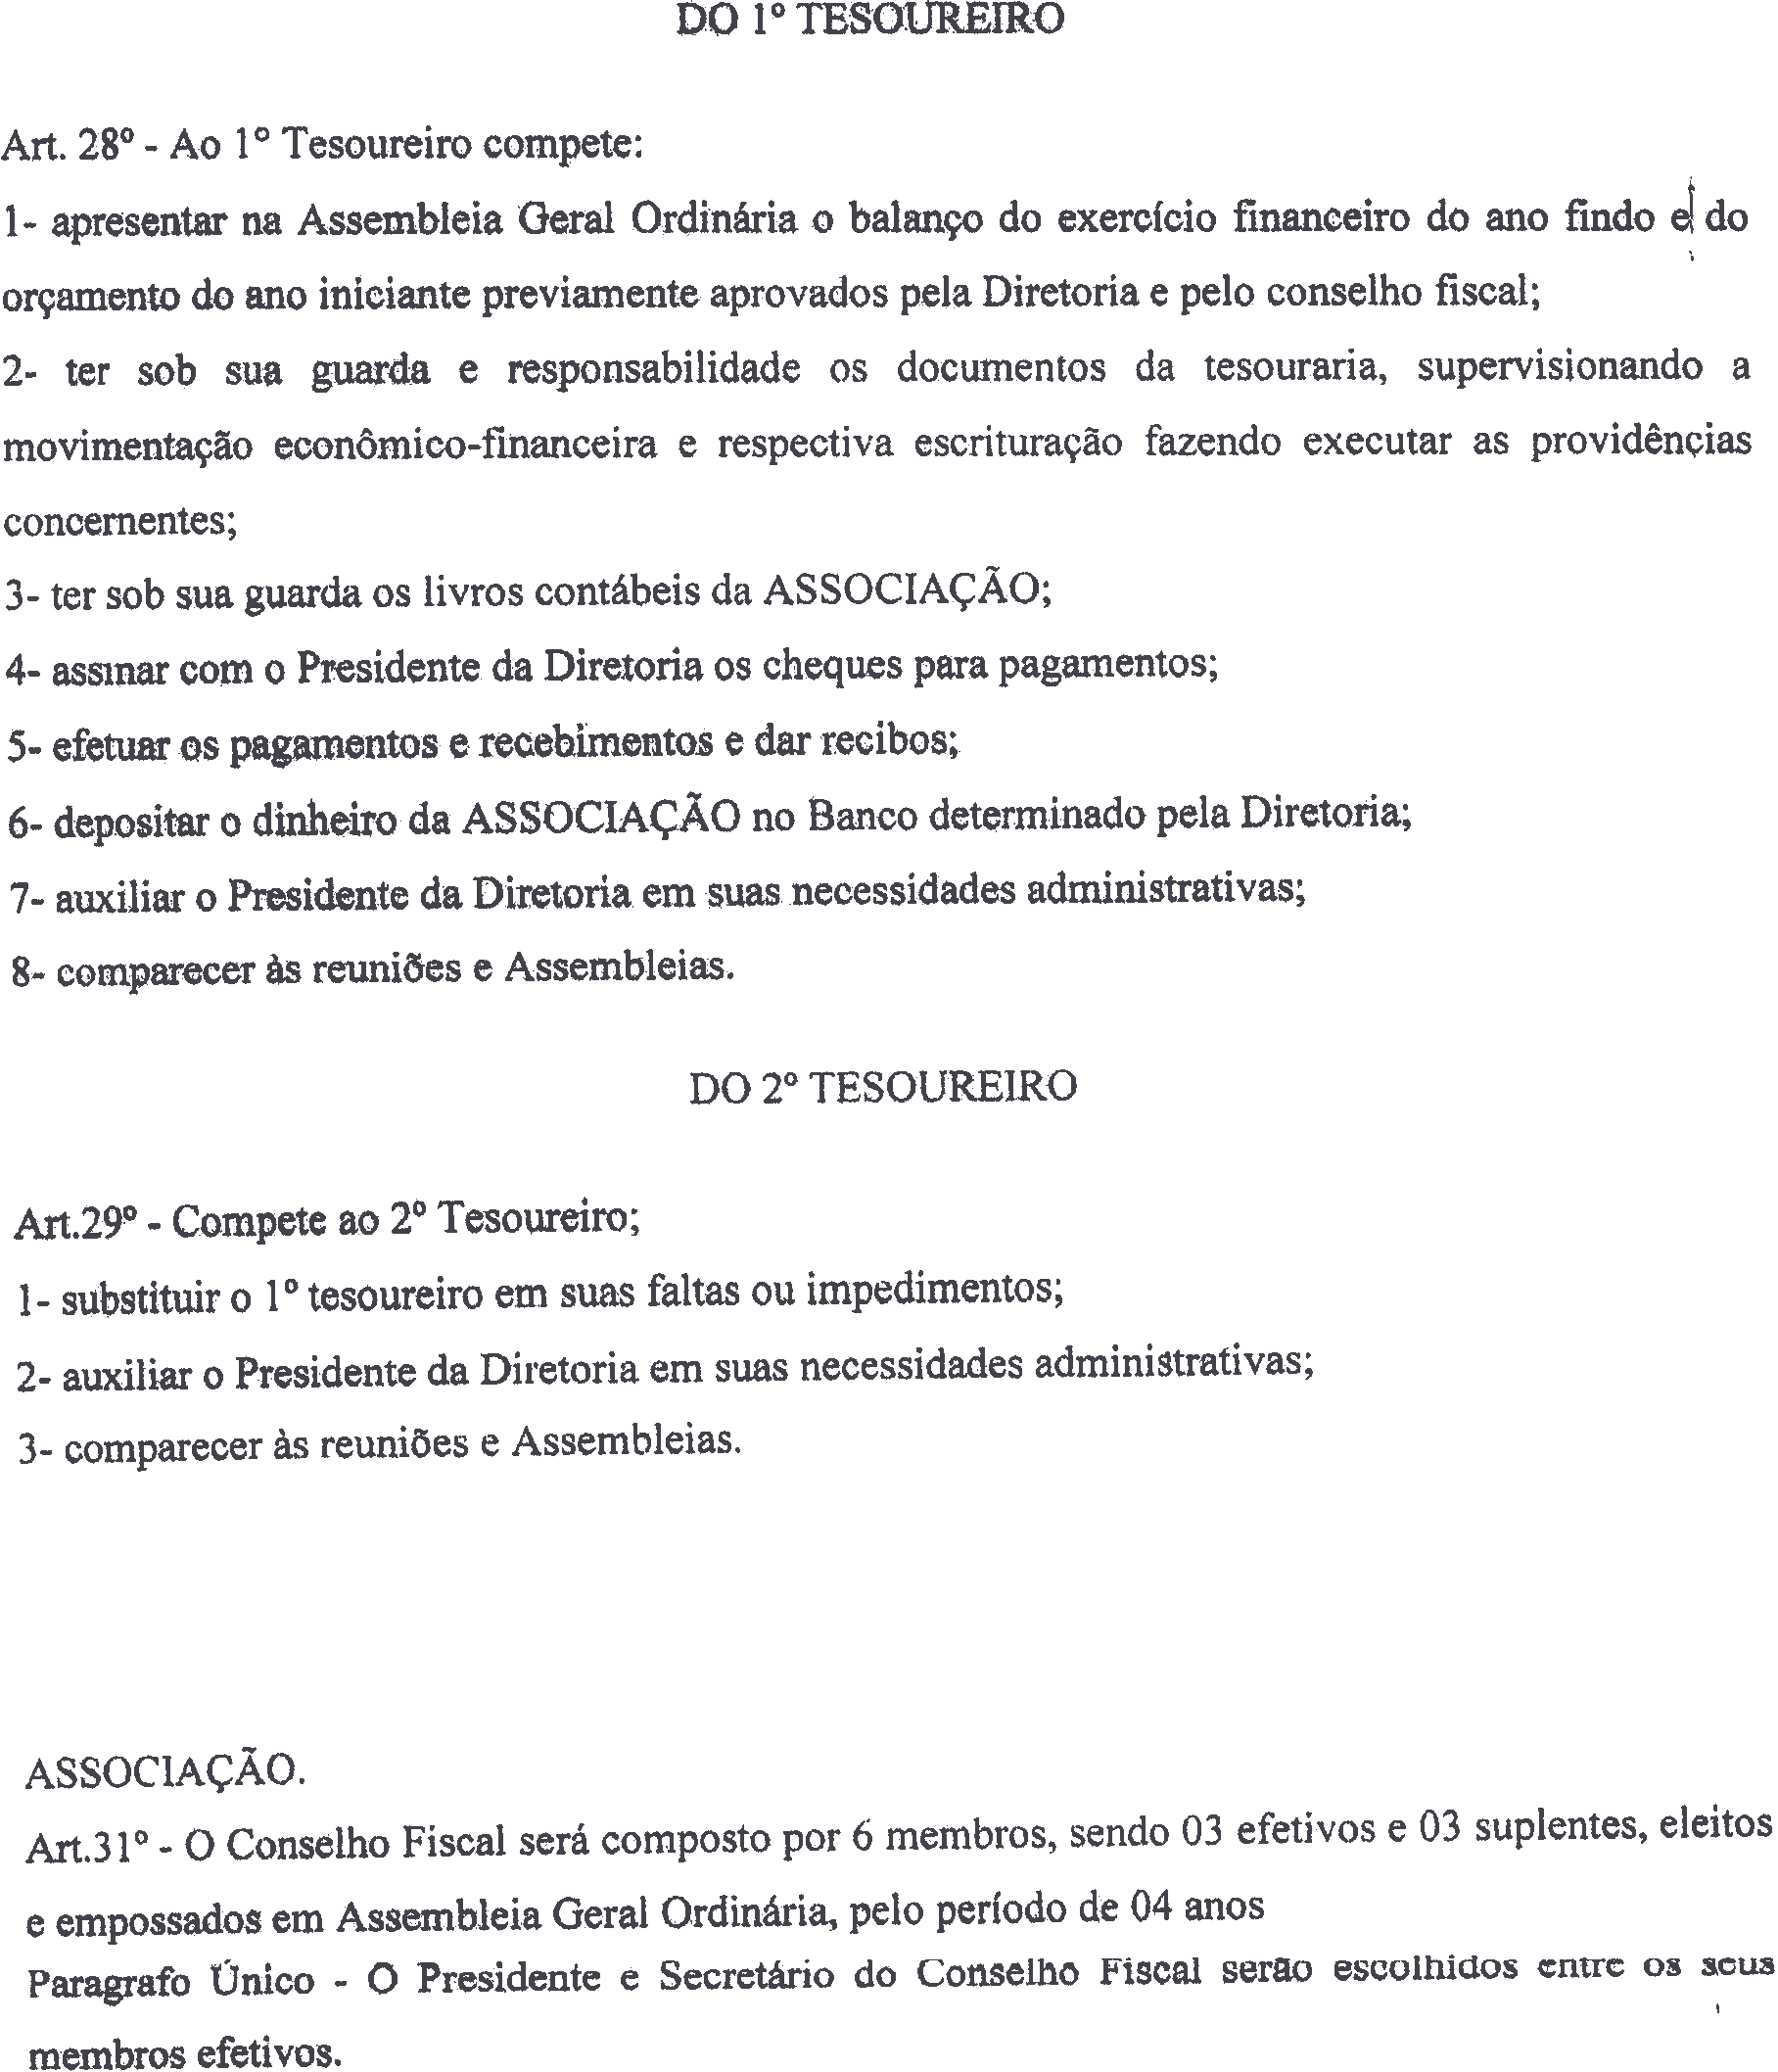 DO 1º TESOUREIRO
Art. 28º - Ao 1º Tesoureiro compete:
1- apresentar na Assembleia Geral Ordinária o balanço do exercício financeiro do ano findo e do
orçamento do ano iniciante previamente aprovados pela Diretoria e pelo conselho fiscal;
2- ter sob sua guarda e responsabilidade os documentos da tesouraria, supervisionando a
movimentação econômico-financeira e respectiva escrituração fazendo executar as providências
concernentes;
3- ter sob sua guarda os livros contábeis da ASSOCIAÇÃO;
4- assinar com o Presidente da Diretoria os cheques para pagamentos;
5- efetuar os pagamentos e recebimentos e dar recibos;
6- depositar o dinheiro da ASSOCIAÇÃO no Banco determinado pela Diretoria;
7- auxiliar o Presidente da Diretoria em suas necessidades administrativas;
8- comparecer às reuniões e Assembleias.
DO 2º TESOUREIRO
Art.29º - Compete ao 2º Tesoureiro;
1- substituir o 1º tesoureiro em suas faltas ou impedimentos;
2- auxiliar o Presidente da Diretoria em suas necessidades administrativas;
3- comparecer às reuniões e Assembleias.
ASSOCIAÇÃO.
Art.31º - O Conselho Fiscal será composto por 6 membros, sendo 03 efetivos e 03 suplentes, eleitos
e empossados em Assembleia Geral Ordinária, pelo período de 04 anos
Paragrafo Único - O Presidente e Secretário do Conselho Fiscal serão escolhidos entre os seus
membros efetivos.